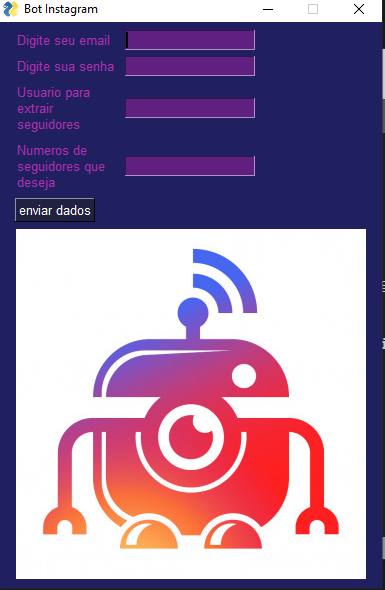 Bot Instagram
Digite seu email
Digite sua senha
Usuario para
extrair
seguidores
Numeros de
seguidores que
deseja
enviar dados